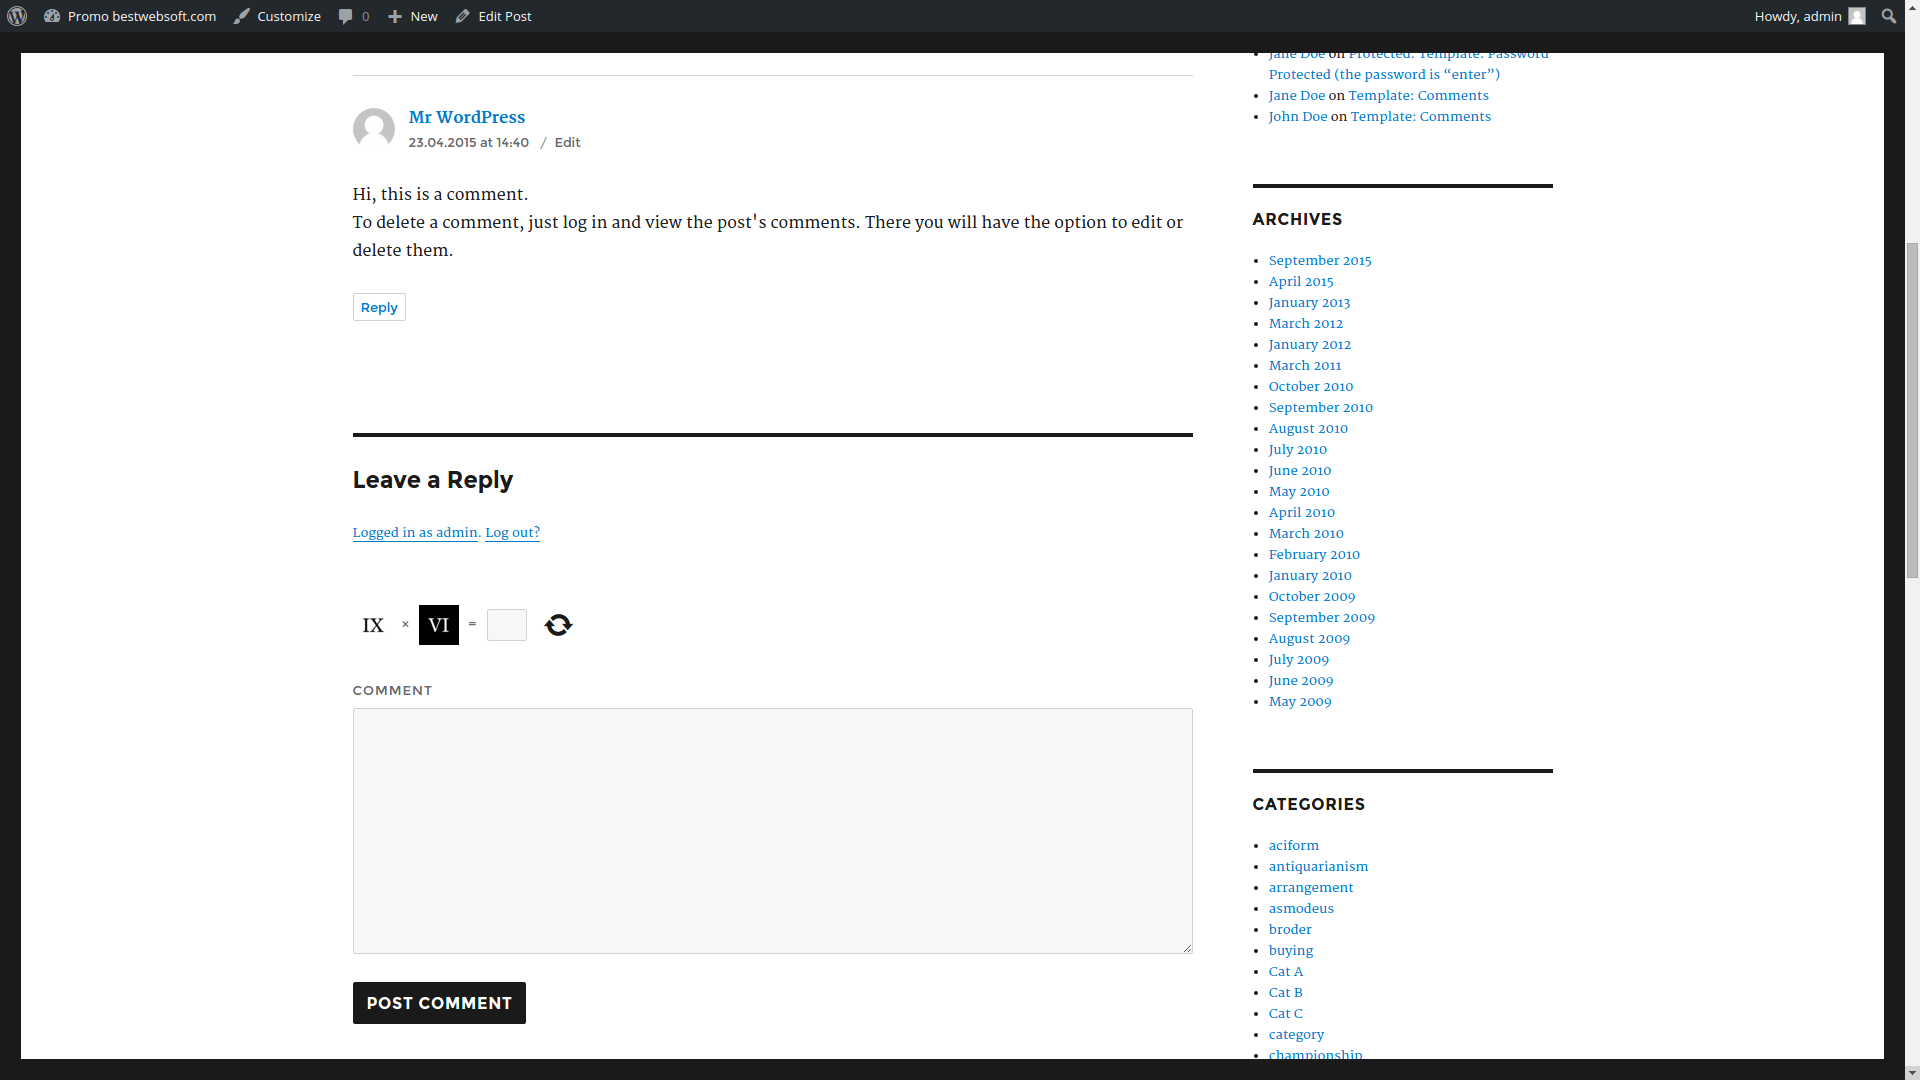 Promo bestwebsoft.com Customize 0 New Edit Post Howdy, admin
Mr WordPress
23.04.2015 at 14:40 / Edit
Hi, this is a comment.
To delete a comment, just log in and view the post's comments. There you will have the option to edit or
delete them.
Reply
Leave a Reply
Logged in as admin. Log out?
IX × VI =
COMMENT
POST COMMENT
Jane Doe on Protected: Template: Password
Protected (the password is “enter”)
Jane Doe on Template: Comments
John Doe on Template: Comments
ARCHIVES
September 2015
April 2015
January 2013
March 2012
January 2012
March 2011
October 2010
September 2010
August 2010
July 2010
June 2010
May 2010
April 2010
March 2010
February 2010
January 2010
October 2009
September 2009
August 2009
July 2009
June 2009
May 2009
CATEGORIES
aciform
antiquarianism
arrangement
asmodeus
broder
buying
Cat A
Cat B
Cat C
category
championship